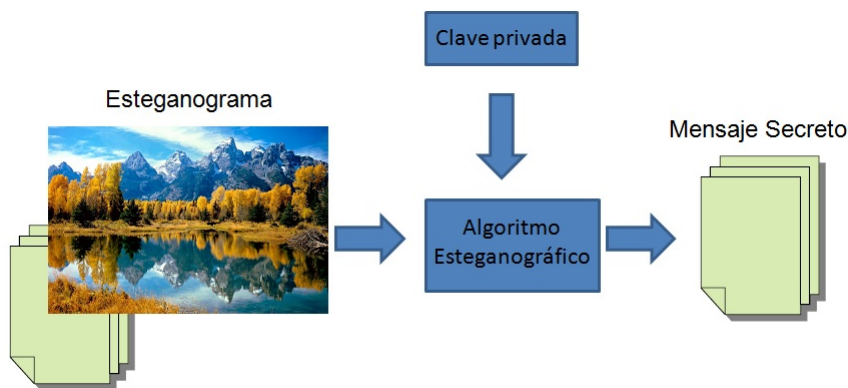 Clave privada
Esteganograma
Mensaje Secreto
Algoritmo
Esteganográfico